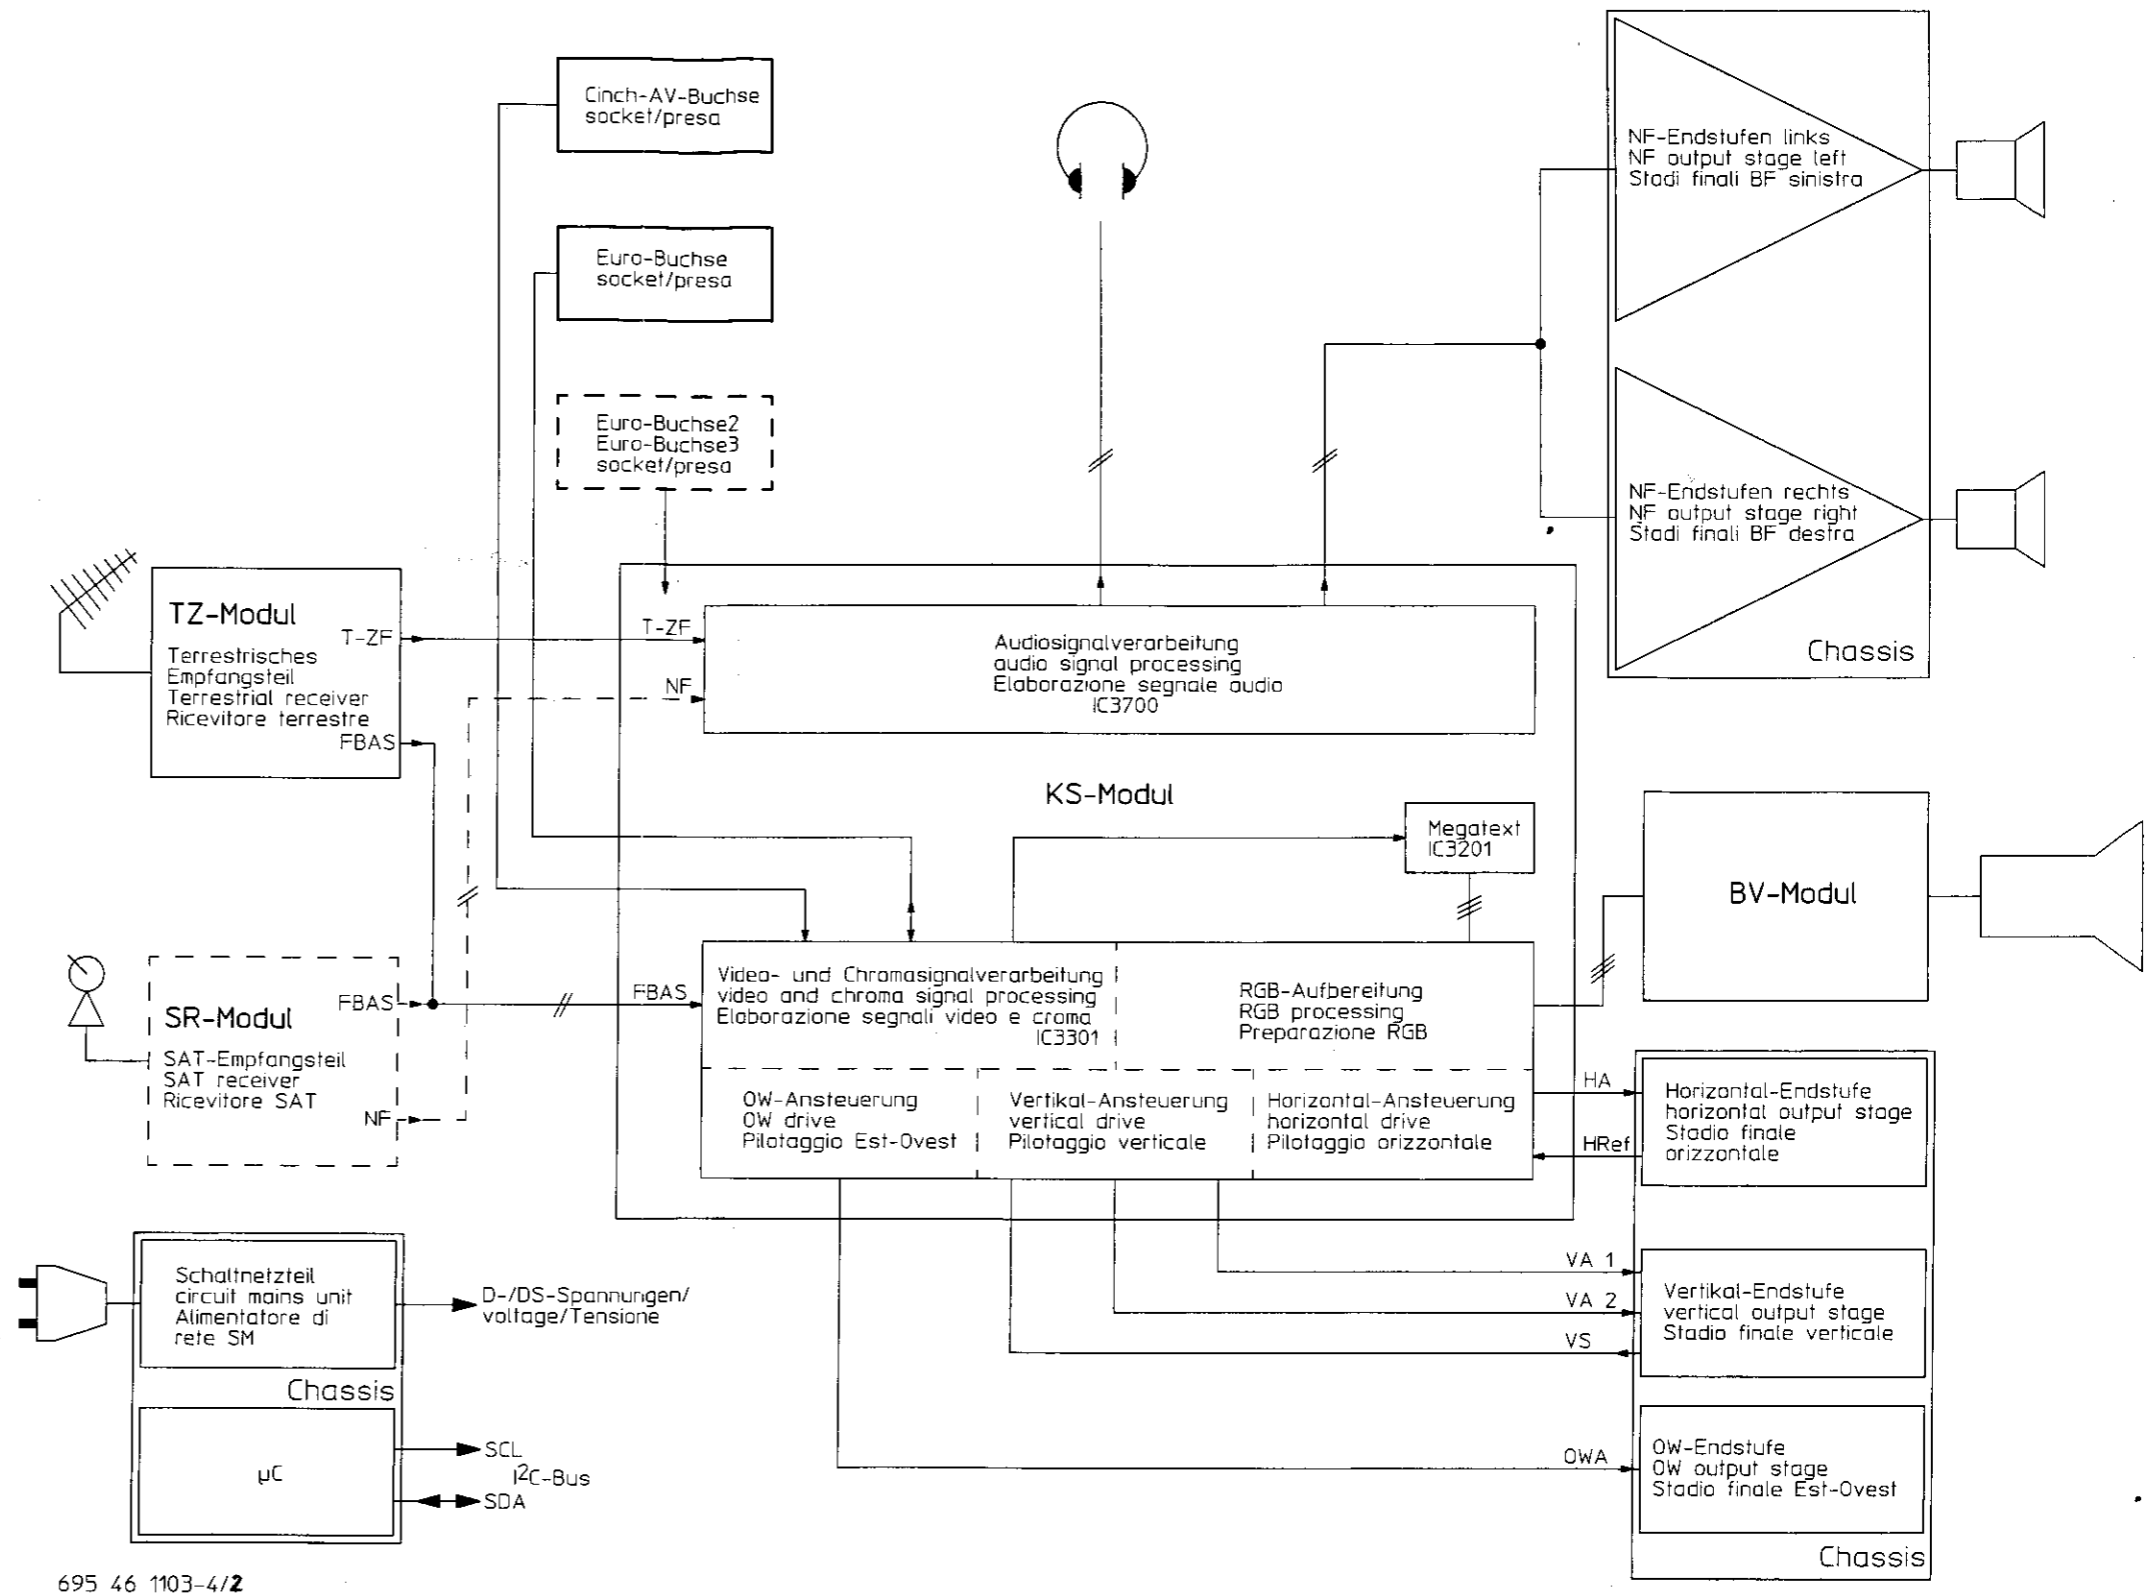 Cinch-AV-Buchse
socket/presa
Euro-Buchse
socket/presa
Euro-Buchse2
Euro-Buchse3
socket/presa
NF-Endstufen links
NF output stage left
Stadi finali BF sinistra
NF-Endstufen rechts
NF output stage right
Stadi finali BF destra
Chassis
TZ-Modul
T-ZF
Terrestrisches
Empfangsteil
Terrestrial receiver
Ricevitore terrestre
FBAS
T-ZF
NF
Audiosignalverarbeitung
audio signal processing
Elaborazione segnale audio
IC3700
KS-Modul
Megatext
IC3201
BV-Modul
FBAS
SR-Modul
SAT-Empfangsteil
SAT receiver
Ricevitore SAT
NF
FBAS
Video- und Chromasignalverarbeitung
video and chroma signal processing
Elaborazione segnali video e croma
IC3301
RGB-Aufbereitung
RGB processing
Preparazione RGB
OW-Ansteuerung
OW drive
Pilotaggio Est-Ovest
Vertikal-Ansteuerung
vertical drive
Pilotaggio verticale
Horizontal-Ansteuerung
horizontal drive
Pilotaggio orizzontale
HA
HRef
Horizontal-Endstufe
horizontal output stage
Stadio finale
orizzontale
VA 1
VA 2
VS
Vertikal-Endstufe
vertical output stage
Stadio finale verticale
OWA
OW-Endstufe
OW output stage
Stadio finale Est-Ovest
Chassis
Schaltnetzteil
circuit mains unit
Alimentatore di
rete SM
D-/DS-Spannungen/
voltage/Tensione
Chassis
µC
SCL
I²C-Bus
SDA
695 46 1103-4/2